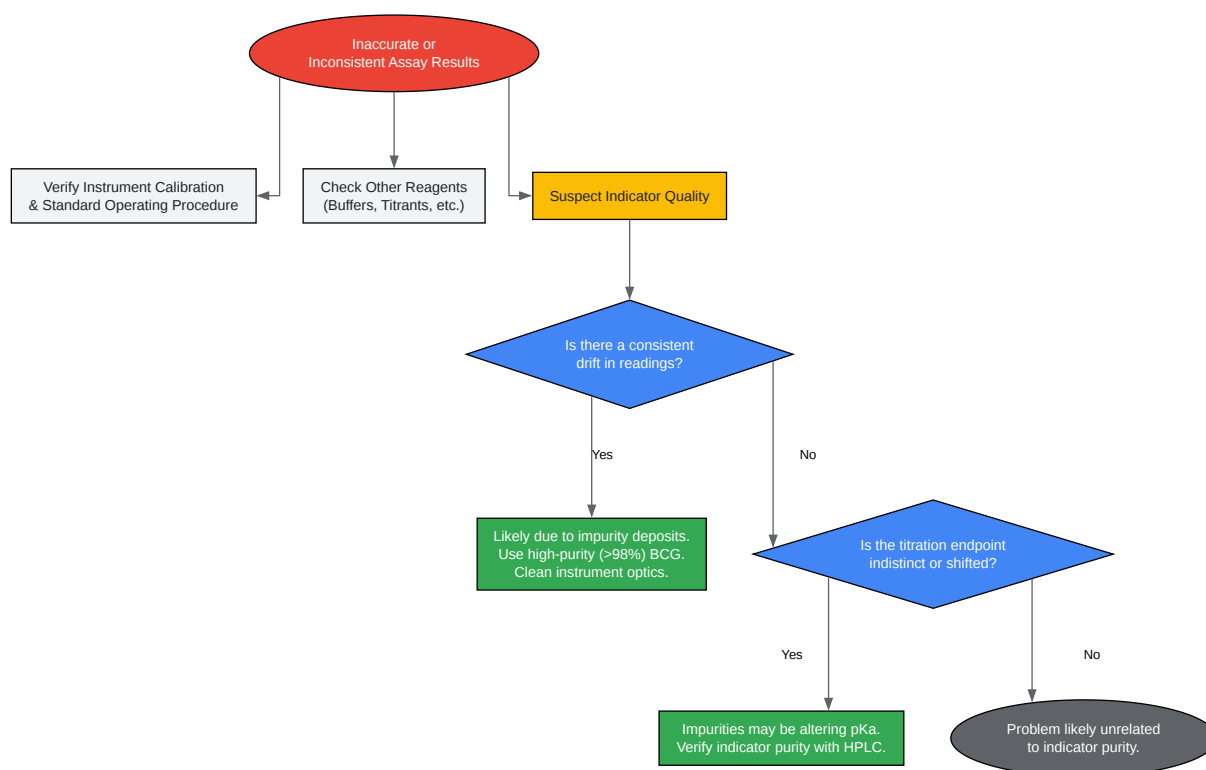 Inaccurate or
Inconsistent Assay Results
Verify Instrument Calibration
& Standard Operating Procedure
Check Other Reagents
(Buffers, Titrants, etc.)
Suspect Indicator Quality
Is there a consistent
drift in readings?
Yes
No
Likely due to impurity deposits.
Use high-purity (>98%) BCG.
Clean instrument optics.
Is the titration endpoint
indistinct or shifted?
Yes
No
Impurities may be altering pKa.
Verify indicator purity with HPLC.
Problem likely unrelated
to indicator purity.